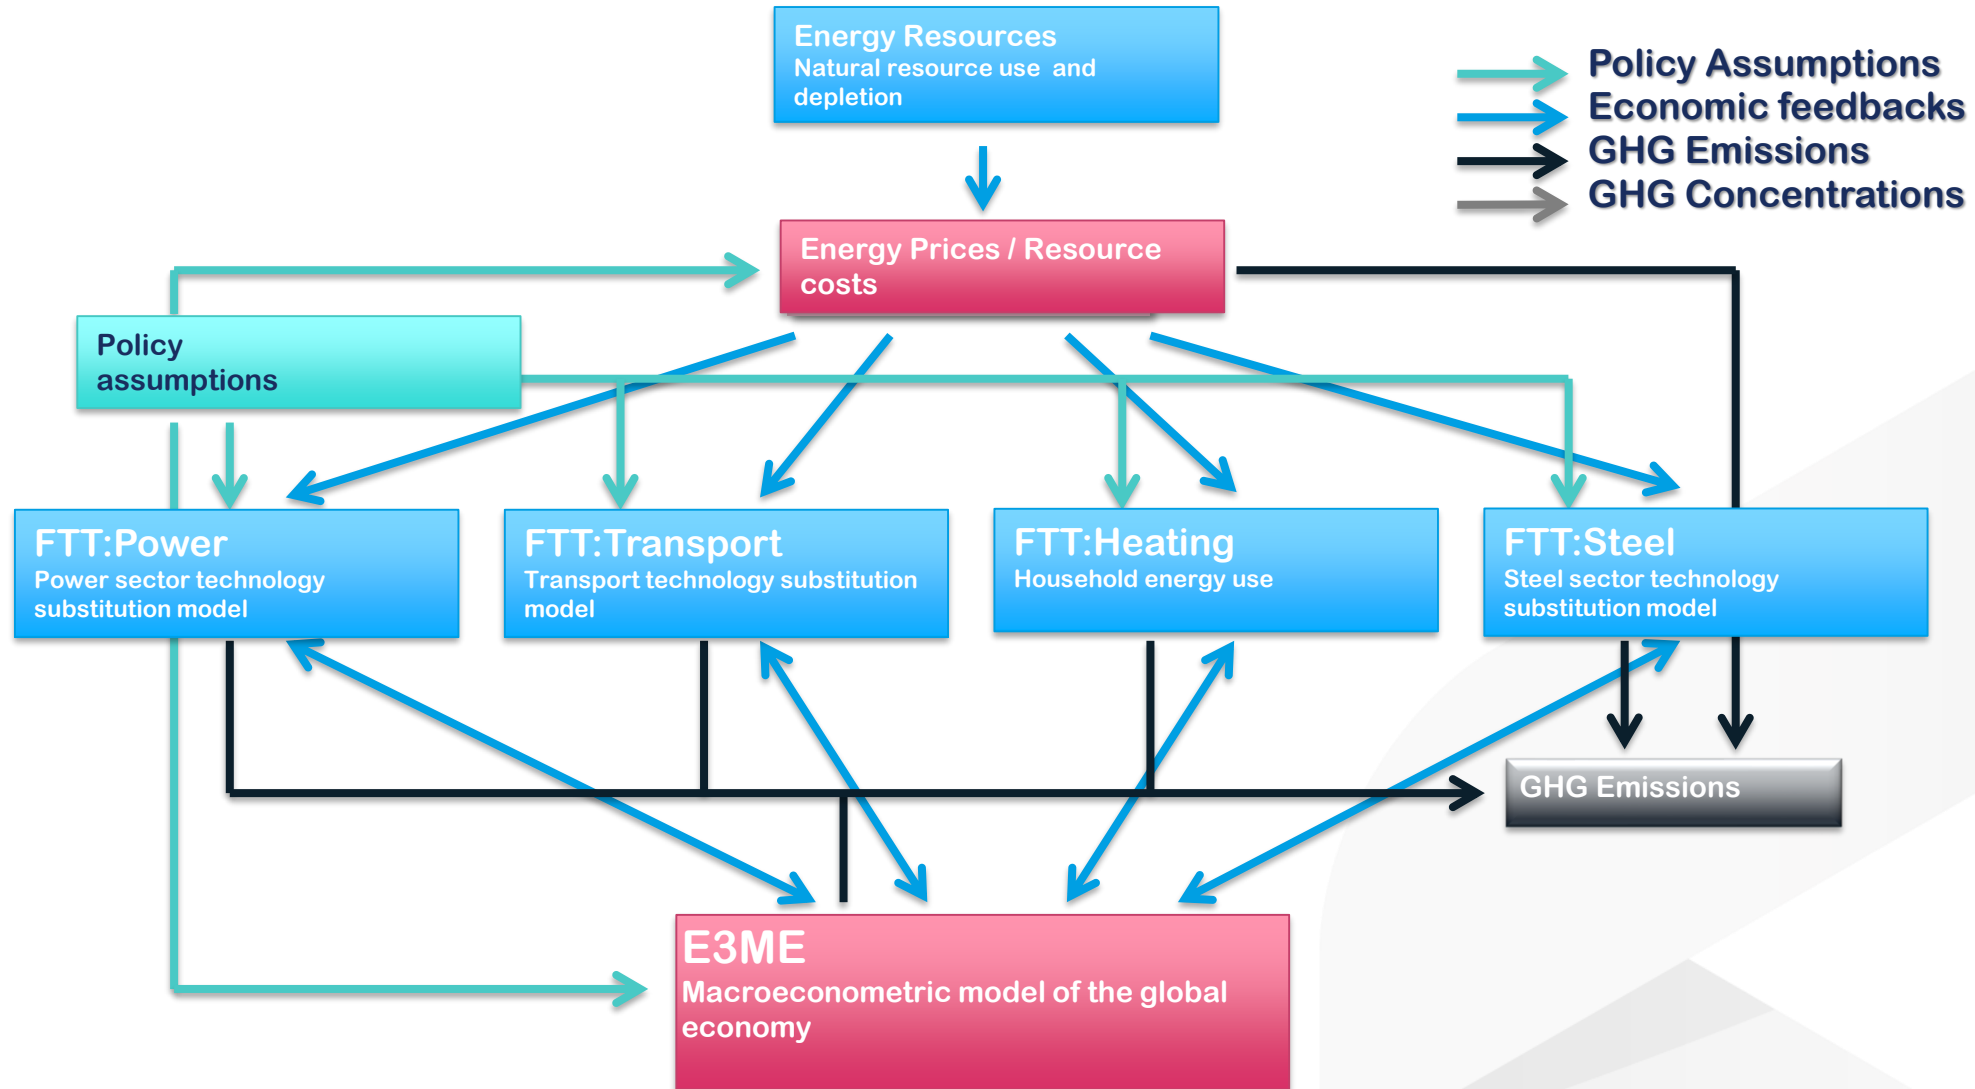 Energy Resources
Natural resource use and
depletion
Policy Assumptions
Economic feedbacks
GHG Emissions
GHG Concentrations
Energy Prices / Resource
costs
Policy
assumptions
FTT:Power
Power sector technology
substitution model
FTT:Transport
Transport technology substitution
model
FTT:Heating
Household energy use
FTT:Steel
Steel sector technology
substitution model
GHG Emissions
E3ME
Macroeconometric model of the global
economy